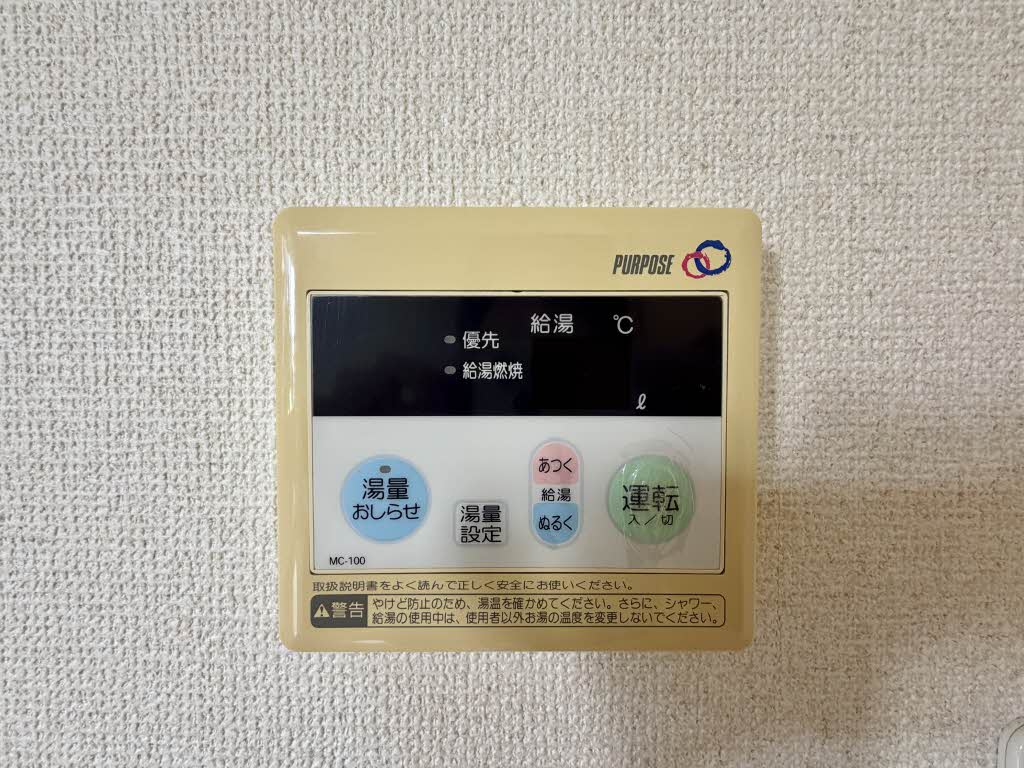 PURPOSE
給湯 ℃
優先
給湯燃焼
ℓ
湯量
おしらせ
湯量
設定
あつく
給湯
ぬるく
運転
入／切
MC-100
取扱説明書をよく読んで正しく安全にお使いください。
警告
やけど防止のため、湯温を確かめてください。さらに、シャワー、
給湯の使用中は、使用者以外お湯の温度を変更しないでください。